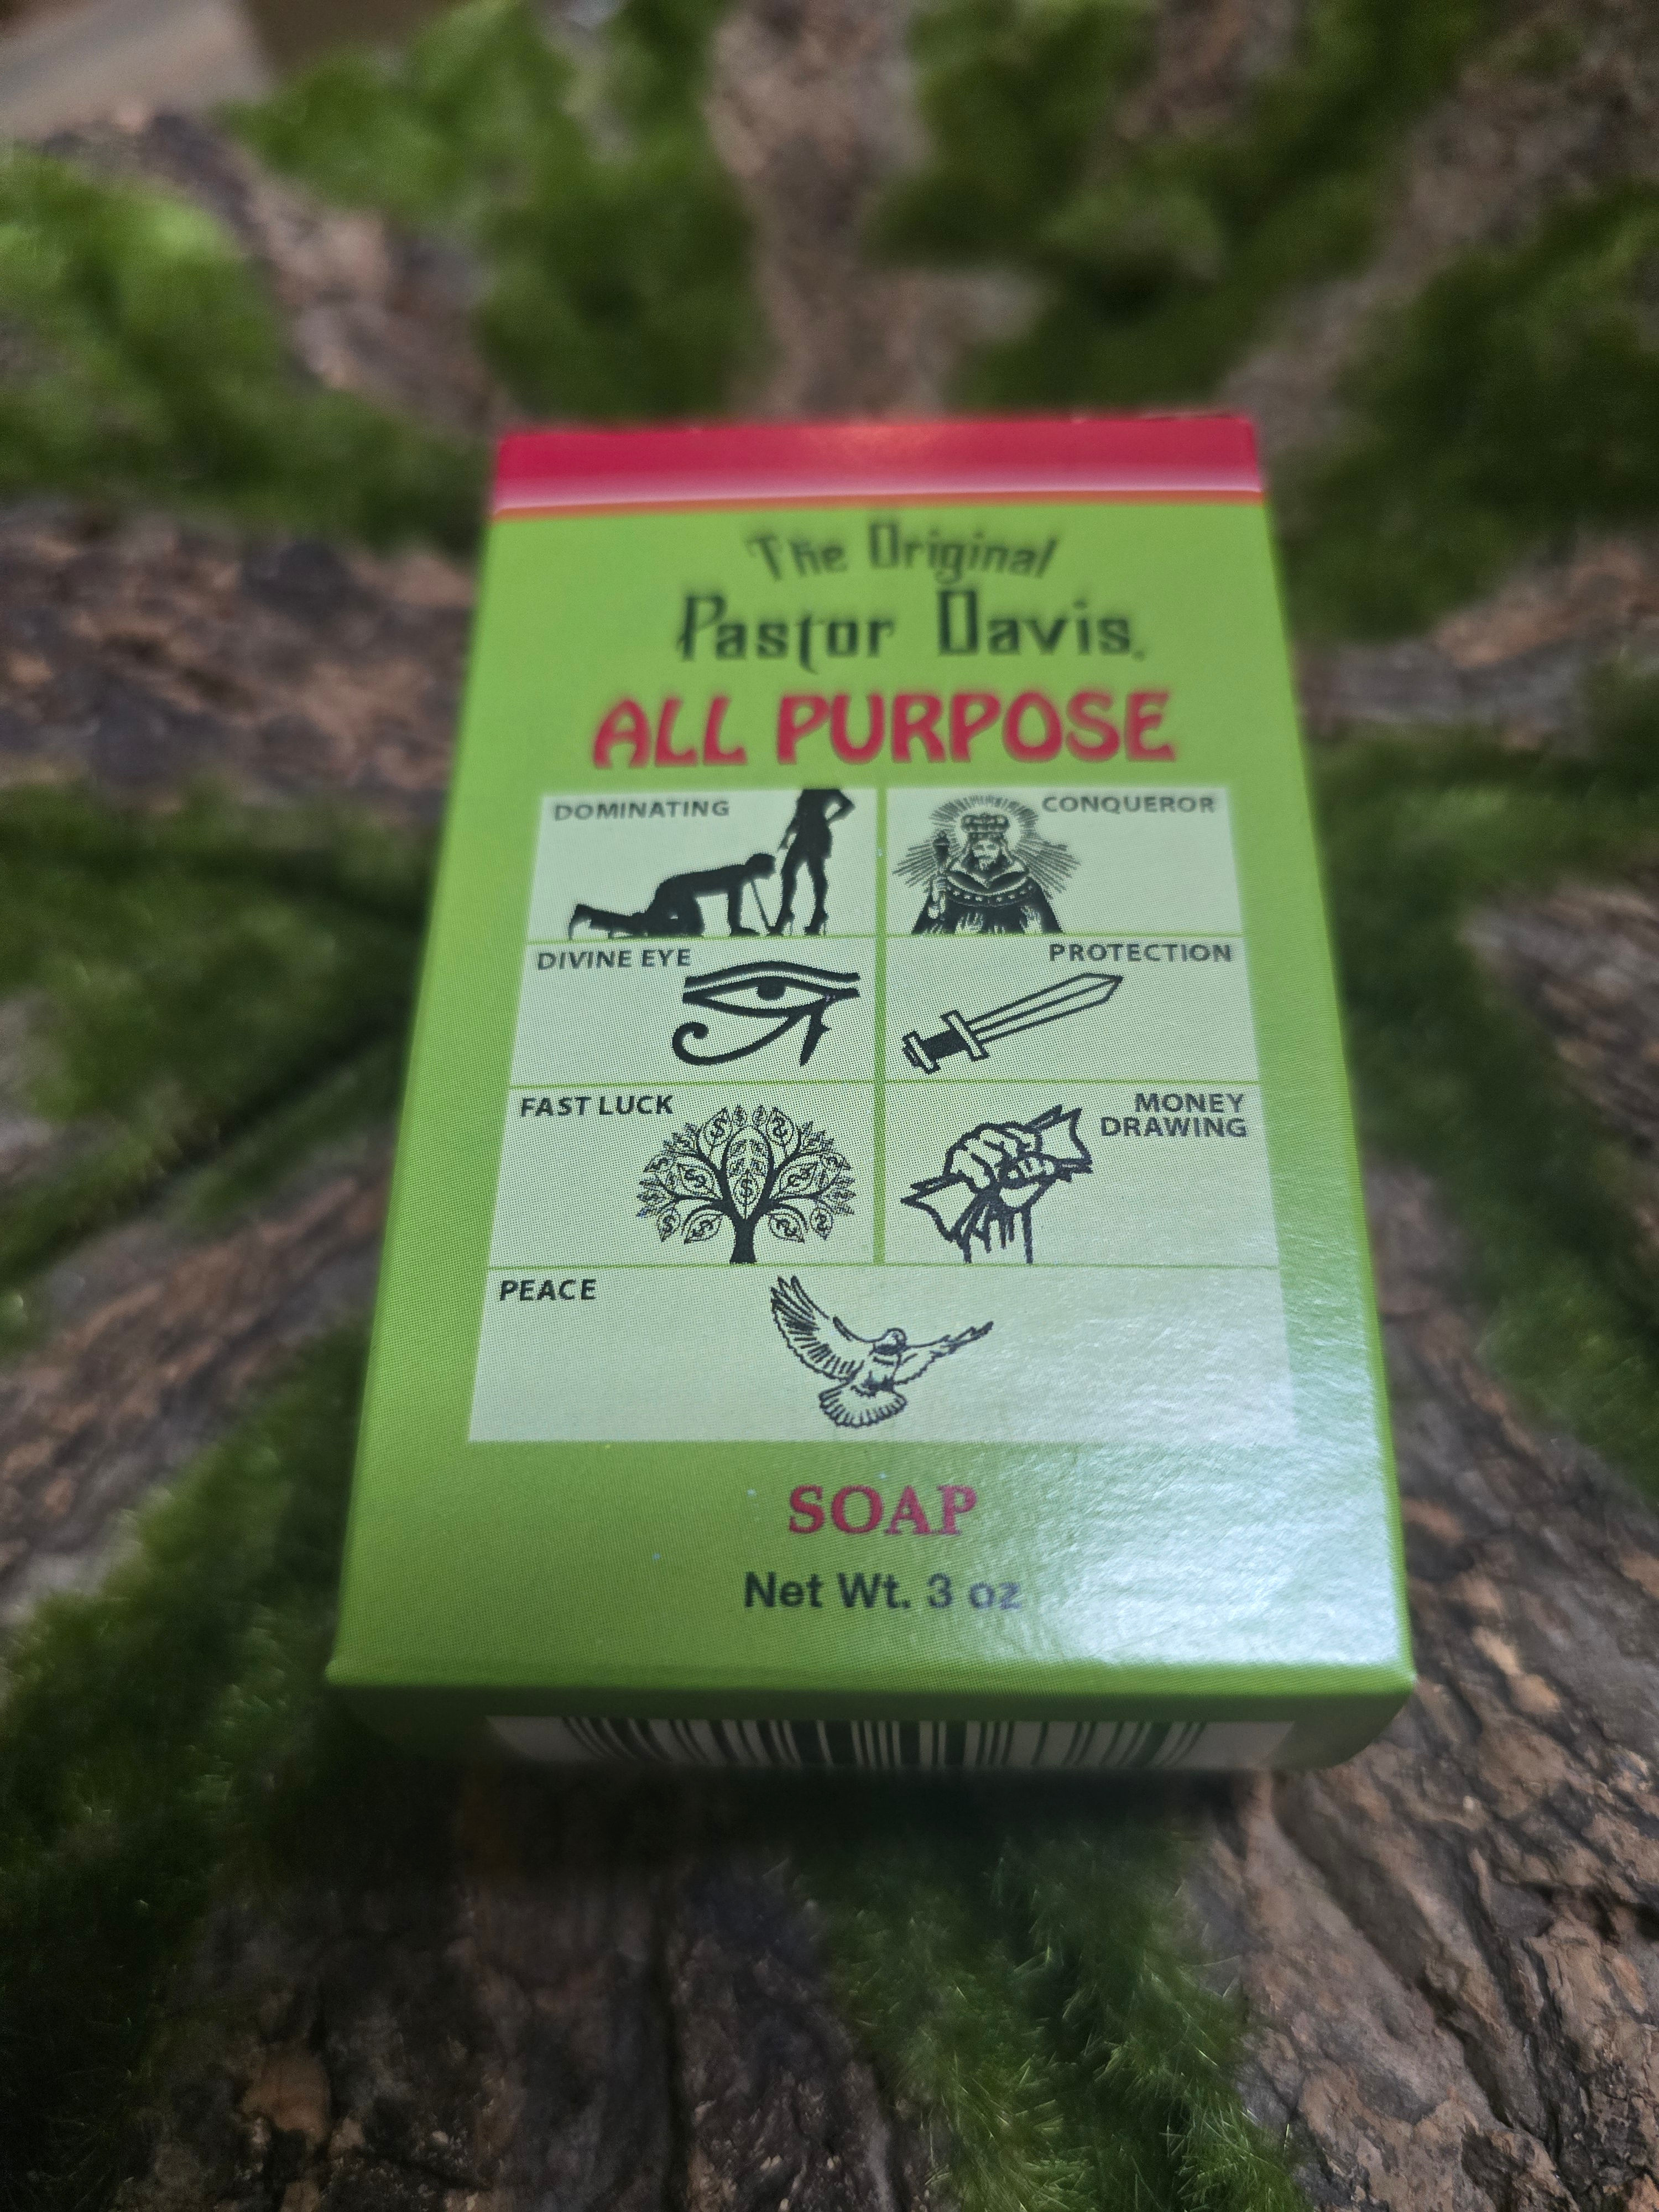 The Original
Pastor Davis®
ALL PURPOSE
DOMINATING
CONQUEROR
DIVINE EYE
PROTECTION
FAST LUCK
MONEY
DRAWING
PEACE
SOAP
Net Wt. 3 oz